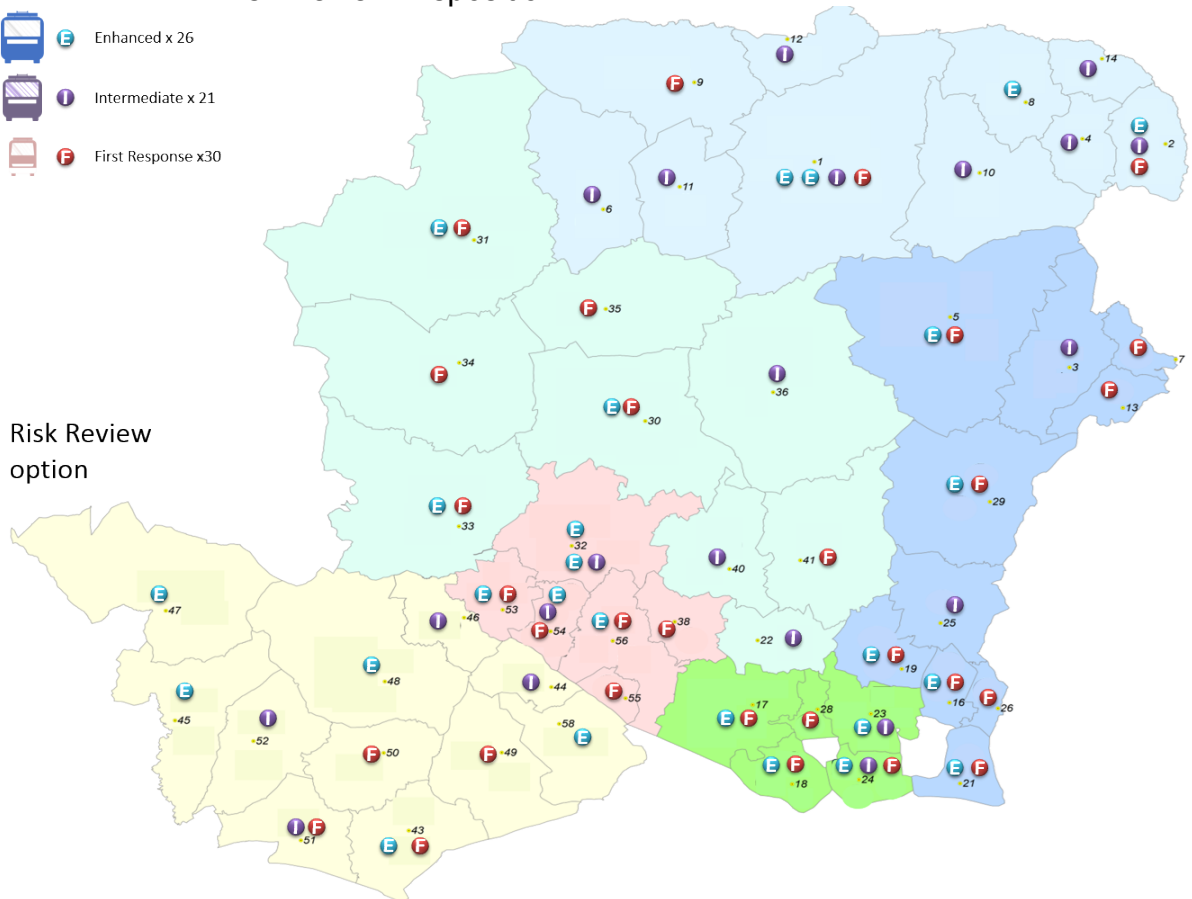 E Enhanced x 26
I Intermediate x 21
F First Response x30
12
I
14
I
F 9
E
8
E
I 2
F
I 4
1
E E I F
I 10
I
11
I
6
E F
31
F 35
5
E F
I
3
F
7
F
13
34
F
I
36
E F
30
Risk Review
option
E F
33
E F
29
E
32
E I
I
40
41 F
E
47
E F
53
E
I
F 54
I 46
E F
56
38
F
I
25
22 I
E F
19
E
48
I 44
F 55
E F
16
F
26
E
45
I
52
58
E
17
E F
28
F
23
E I
F 50
F 49
E F
18
E I F
24
E F
21
I F
51
43
E F